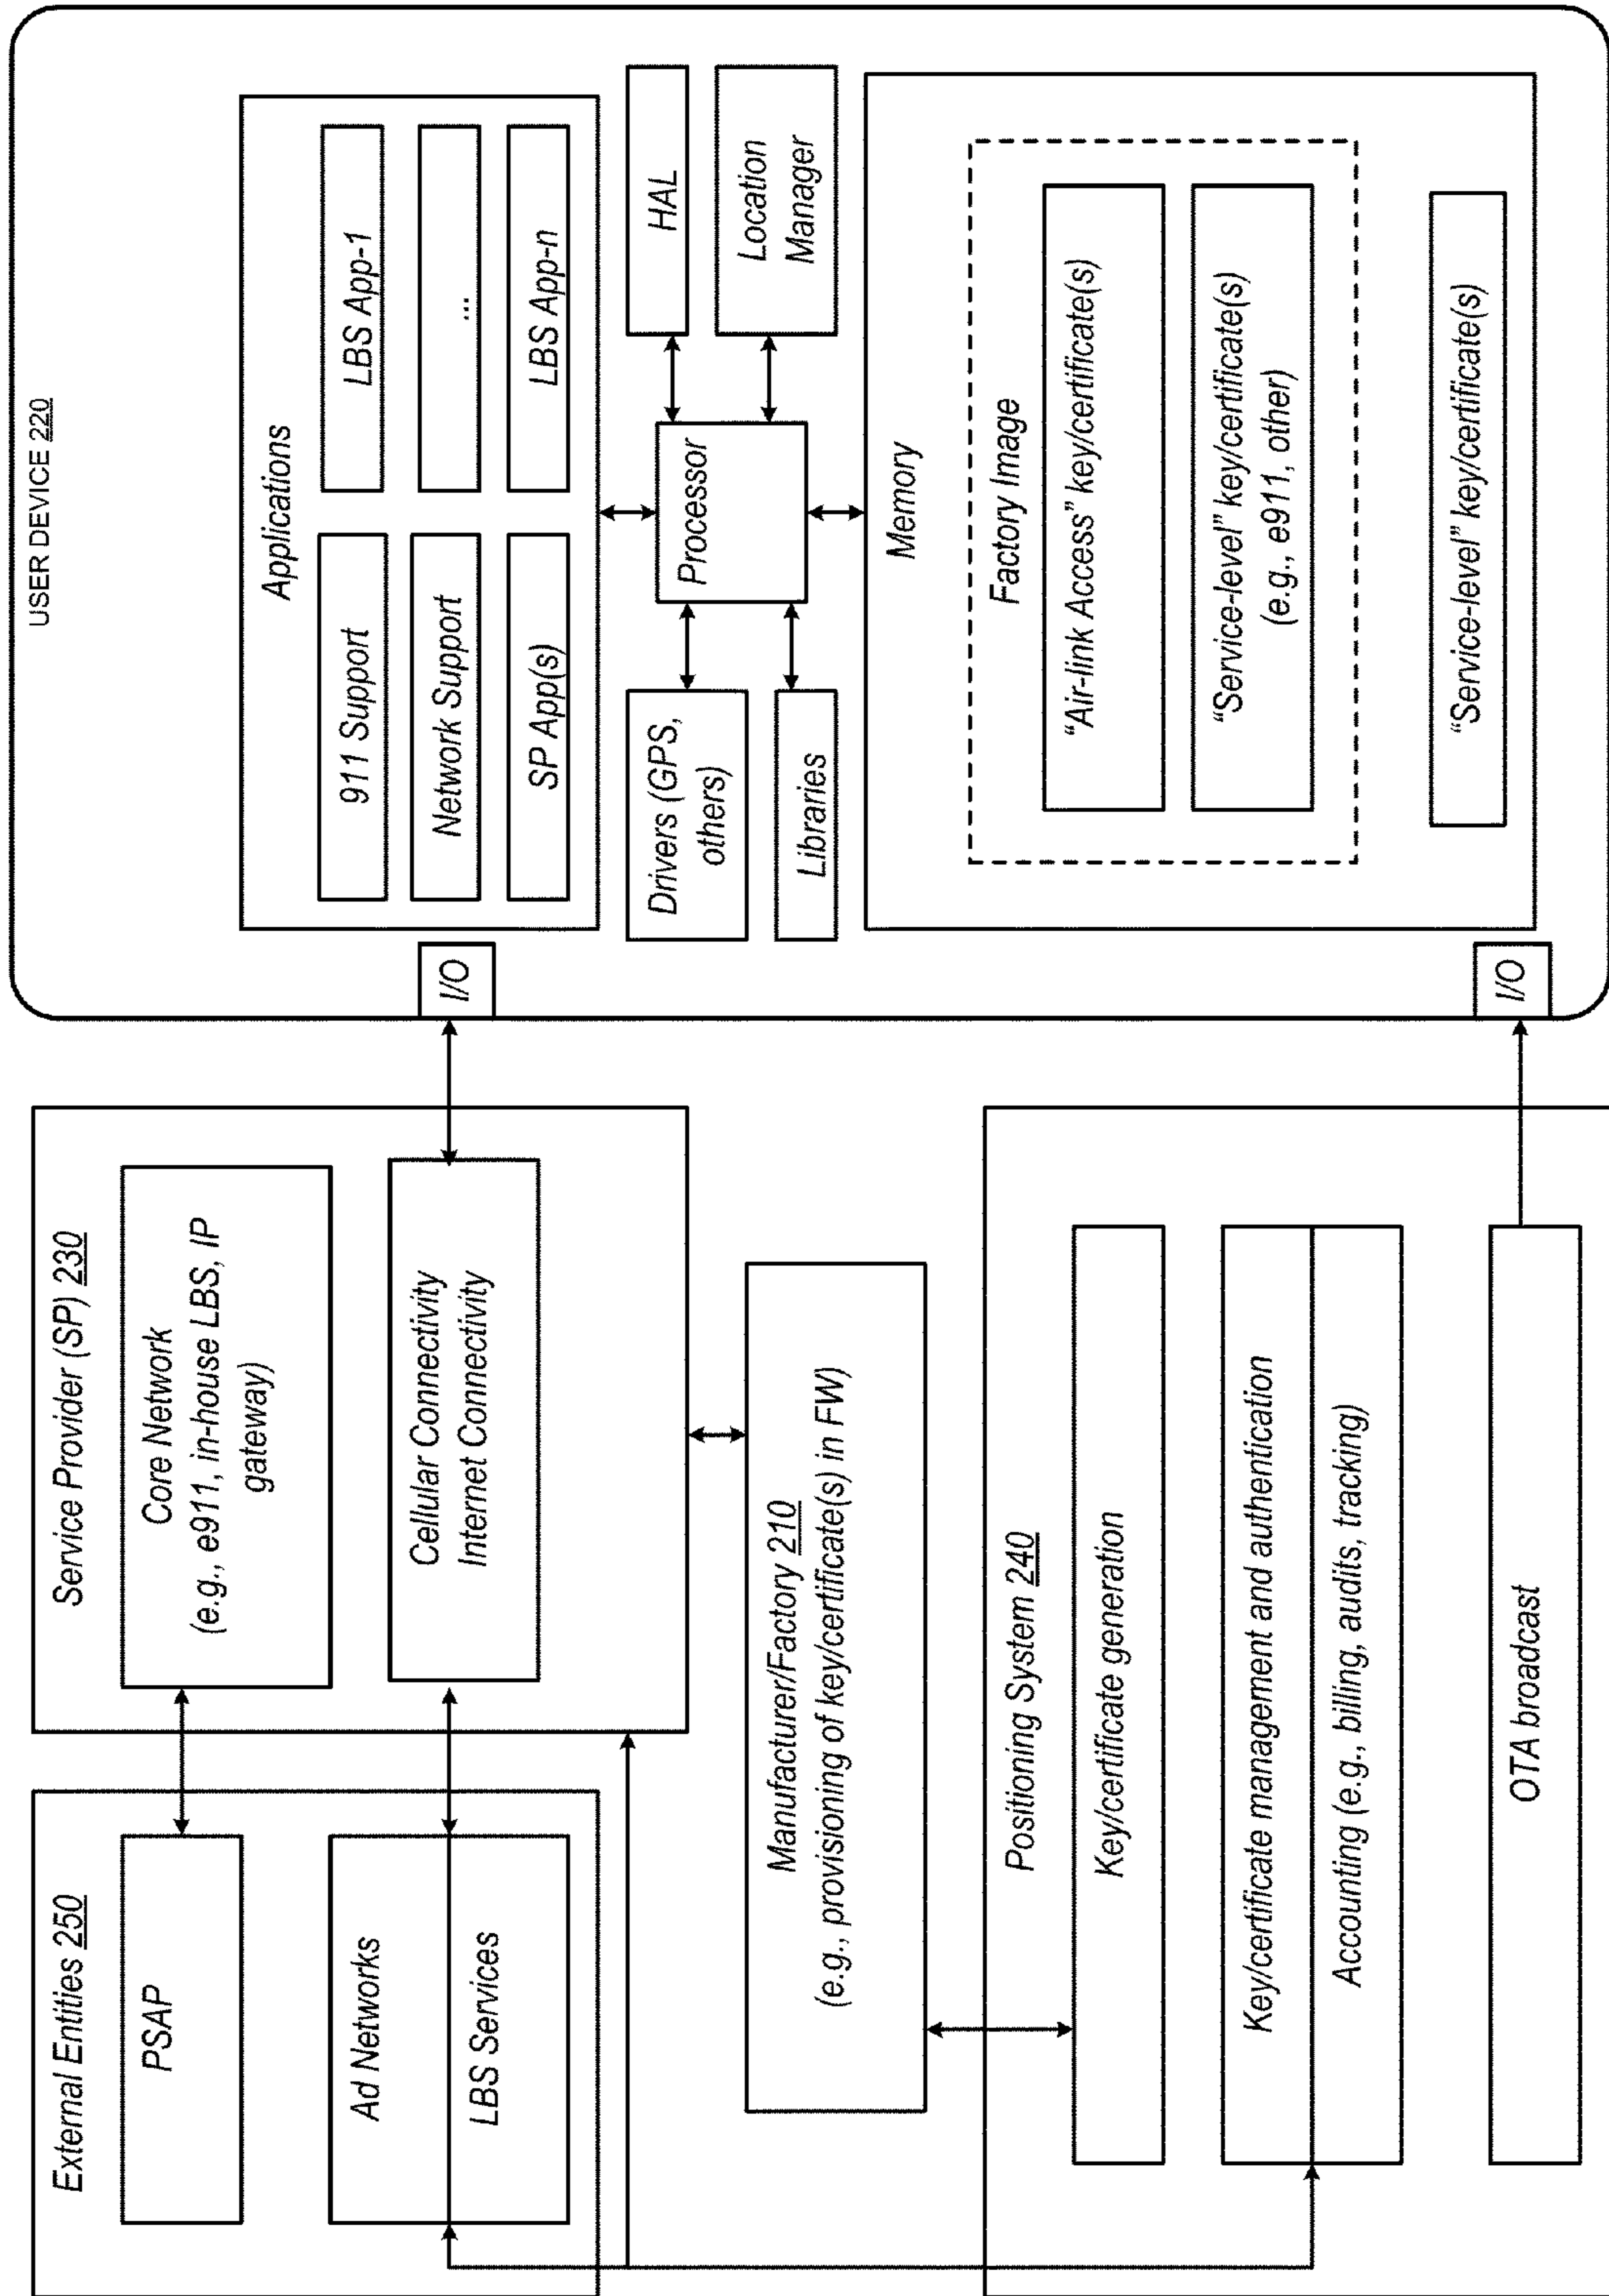 External Entities 250
PSAP
Ad Networks
LBS Services
Service Provider (SP) 230
Core Network
(e.g., e911, in-house LBS, IP
gateway)
Cellular Connectivity
Internet Connectivity
Manufacturer/Factory 210
(e.g., provisioning of key/certificate(s) in FW)
Positioning System 240
Key/certificate generation
Key/certificate management and authentication
Accounting (e.g., billing, audits, tracking)
OTA broadcast
USER DEVICE 220
I/O
I/O
Applications
911 Support
LBS App-1
Network Support
...
SP App(s)
LBS App-n
Drivers (GPS,
others)
Libraries
Processor
HAL
Location
Manager
Memory
Factory Image
“Air-link Access” key/certificate(s)
“Service-level” key/certificate(s)
(e.g., e911, other)
“Service-level” key/certificate(s)